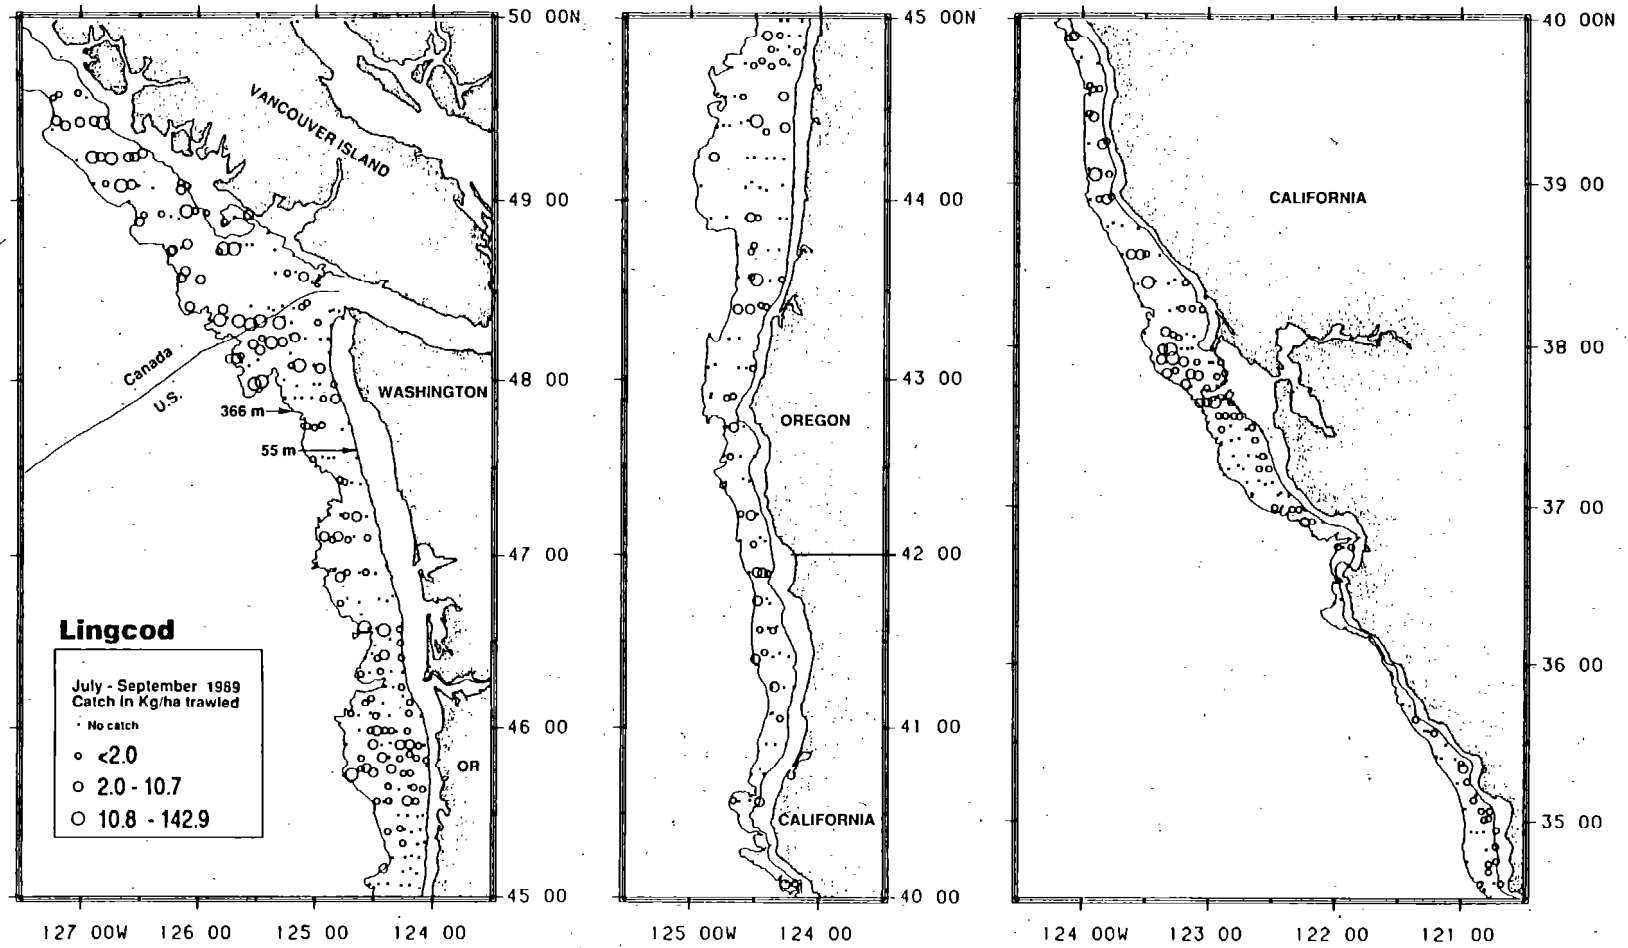 50 00N
VANCOUVER ISLAND
49 00
Canada
U.S.
48 00
WASHINGTON
366 m
55 m
47 00
Lingcod
July - September 1989
Catch in Kg/ha trawled
· No catch
<2.0
2.0 - 10.7
10.8 - 142.9
46 00
OR
45 00
127 00W 126 00 125 00 124 00
45 00N
44 00
43 00
OREGON
42 00
41 00
CALIFORNIA
40 00
125 00 124 00
40 00N
39 00
CALIFORNIA
38 00
37 00
36 00
35 00
124 00W 123 00 122 00 121 00